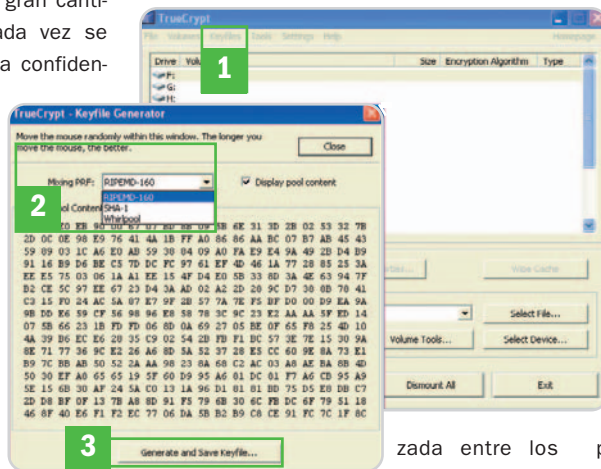 gran canti-
ada vez se
a confiden-
TrueCrypt
File Volumes Keyfiles Tools Settings Help Homepage
Drive Size Encryption Algorithm Type
F:
G:
H:
1
TrueCrypt - Keyfile Generator
Move the mouse randomly within this window. The longer you
move the mouse, the better.
Close
Mixing PRF: RIPEMD-160
Display pool content
RIPEMD-160
SHA-1
Whirlpool
2
2D 0C 0E 98 E9 76 41 4A 1B FF A0 86 86 AA BC 07 B7 AB 45 43
59 89 03 1C A6 E0 AB 59 38 84 09 A0 FA E9 E4 9A 49 2B D4 B9
91 16 B9 D6 BE C5 7D DC FC 97 61 EF 4D 46 1A 77 28 85 25 3A
EE E5 75 03 06 1A A1 EE 15 4F D4 E0 5B 33 8D 3A 4E 63 94 7F
B2 CE 5C 97 EE 67 23 D4 3A AD 02 A2 2D 20 9C D7 38 8B 70 41
C3 15 F0 24 AC 5A 07 E7 9F 2B 57 7A 7E F5 BF D0 00 D9 EA 9A
9B DD E6 59 CF 56 98 96 E8 58 78 3C 9C 23 E2 AA AA 5F ED 14
07 5B 66 23 1B FD FD 06 8D 0A 69 27 05 BE 0F 65 F8 25 4D 10
4A 39 B6 EC E6 28 35 C9 02 54 2B FB F1 BC 57 3E 7E 15 30 9A
8E 71 77 36 9C E2 26 A6 8D 5A 52 37 28 E5 CC 60 9E 8A 73 E1
B9 7C BB AB 50 52 2A AA 98 23 8A 68 C2 AC 03 A8 AE BA 8B 4D
50 30 EF A0 65 65 19 5F 60 D9 95 A6 01 DC 01 F7 A6 CB 95 A9
5E 15 6B 30 AF 24 5A C0 13 1A 96 D1 81 81 BD 75 D5 E0 DB C7
2D D8 BF 0F 13 7B A8 8D 91 F5 79 6B 30 6C FB DC 6F 79 51 18
46 8F 40 E6 F1 F2 EC 77 06 DA 5B B2 B9 C8 CE 91 FC 7C 1F 8C
Wipe Cache
Select File...
Volume Tools... Select Device...
Dismount All Exit
3
Generate and Save Keyfile...
zada entre los